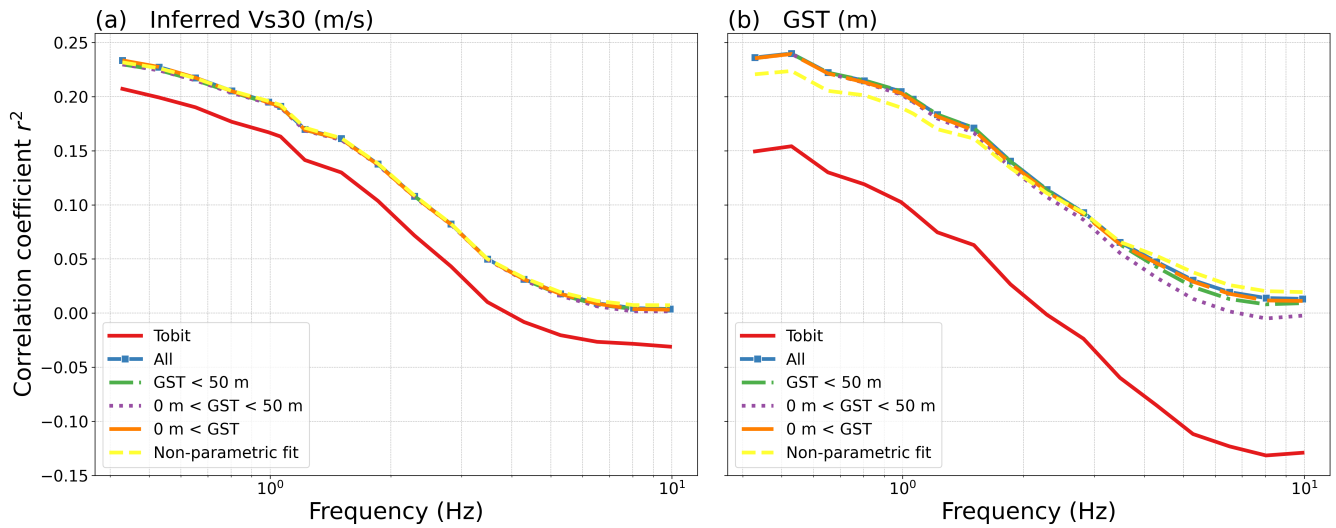 (a) Inferred Vs30 (m/s)
(b) GST (m)
Correlation coefficient r²
0.25
0.20
0.15
0.10
0.05
0.00
−0.05
−0.10
−0.15
Tobit
All
GST < 50 m
0 m < GST < 50 m
0 m < GST
Non-parametric fit
10⁰
10¹
Frequency (Hz)
Tobit
All
GST < 50 m
0 m < GST < 50 m
0 m < GST
Non-parametric fit
10⁰
10¹
Frequency (Hz)